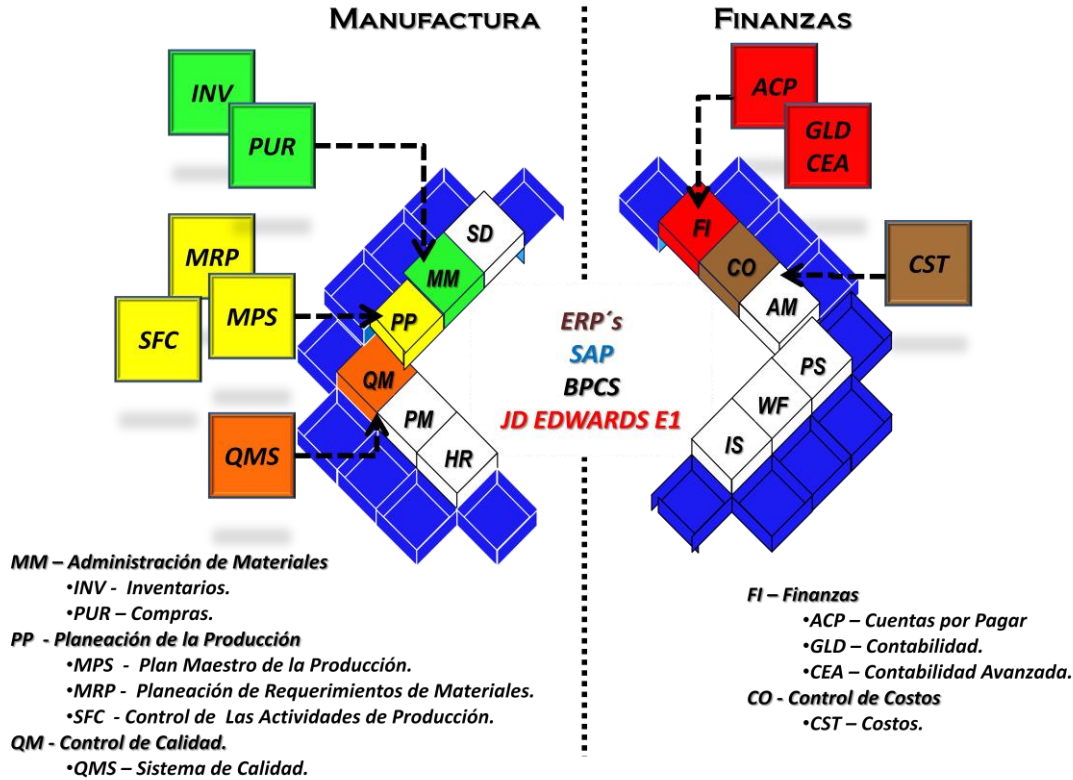 MANUFACTURA
FINANZAS
INV
PUR
MRP
MPS
SFC
QMS
SD
MM
PP
QM
PM
HR
ERP´s
SAP
BPCS
JD EDWARDS E1
ACP
GLD
CEA
CST
FI
CO
AM
PS
WF
IS
MM – Administración de Materiales
•INV - Inventarios.
•PUR – Compras.
PP - Planeación de la Producción
•MPS - Plan Maestro de la Producción.
•MRP - Planeación de Requerimientos de Materiales.
•SFC - Control de Las Actividades de Producción.
QM - Control de Calidad.
•QMS – Sistema de Calidad.
FI – Finanzas
•ACP – Cuentas por Pagar
•GLD – Contabilidad.
•CEA – Contabilidad Avanzada.
CO - Control de Costos
•CST – Costos.